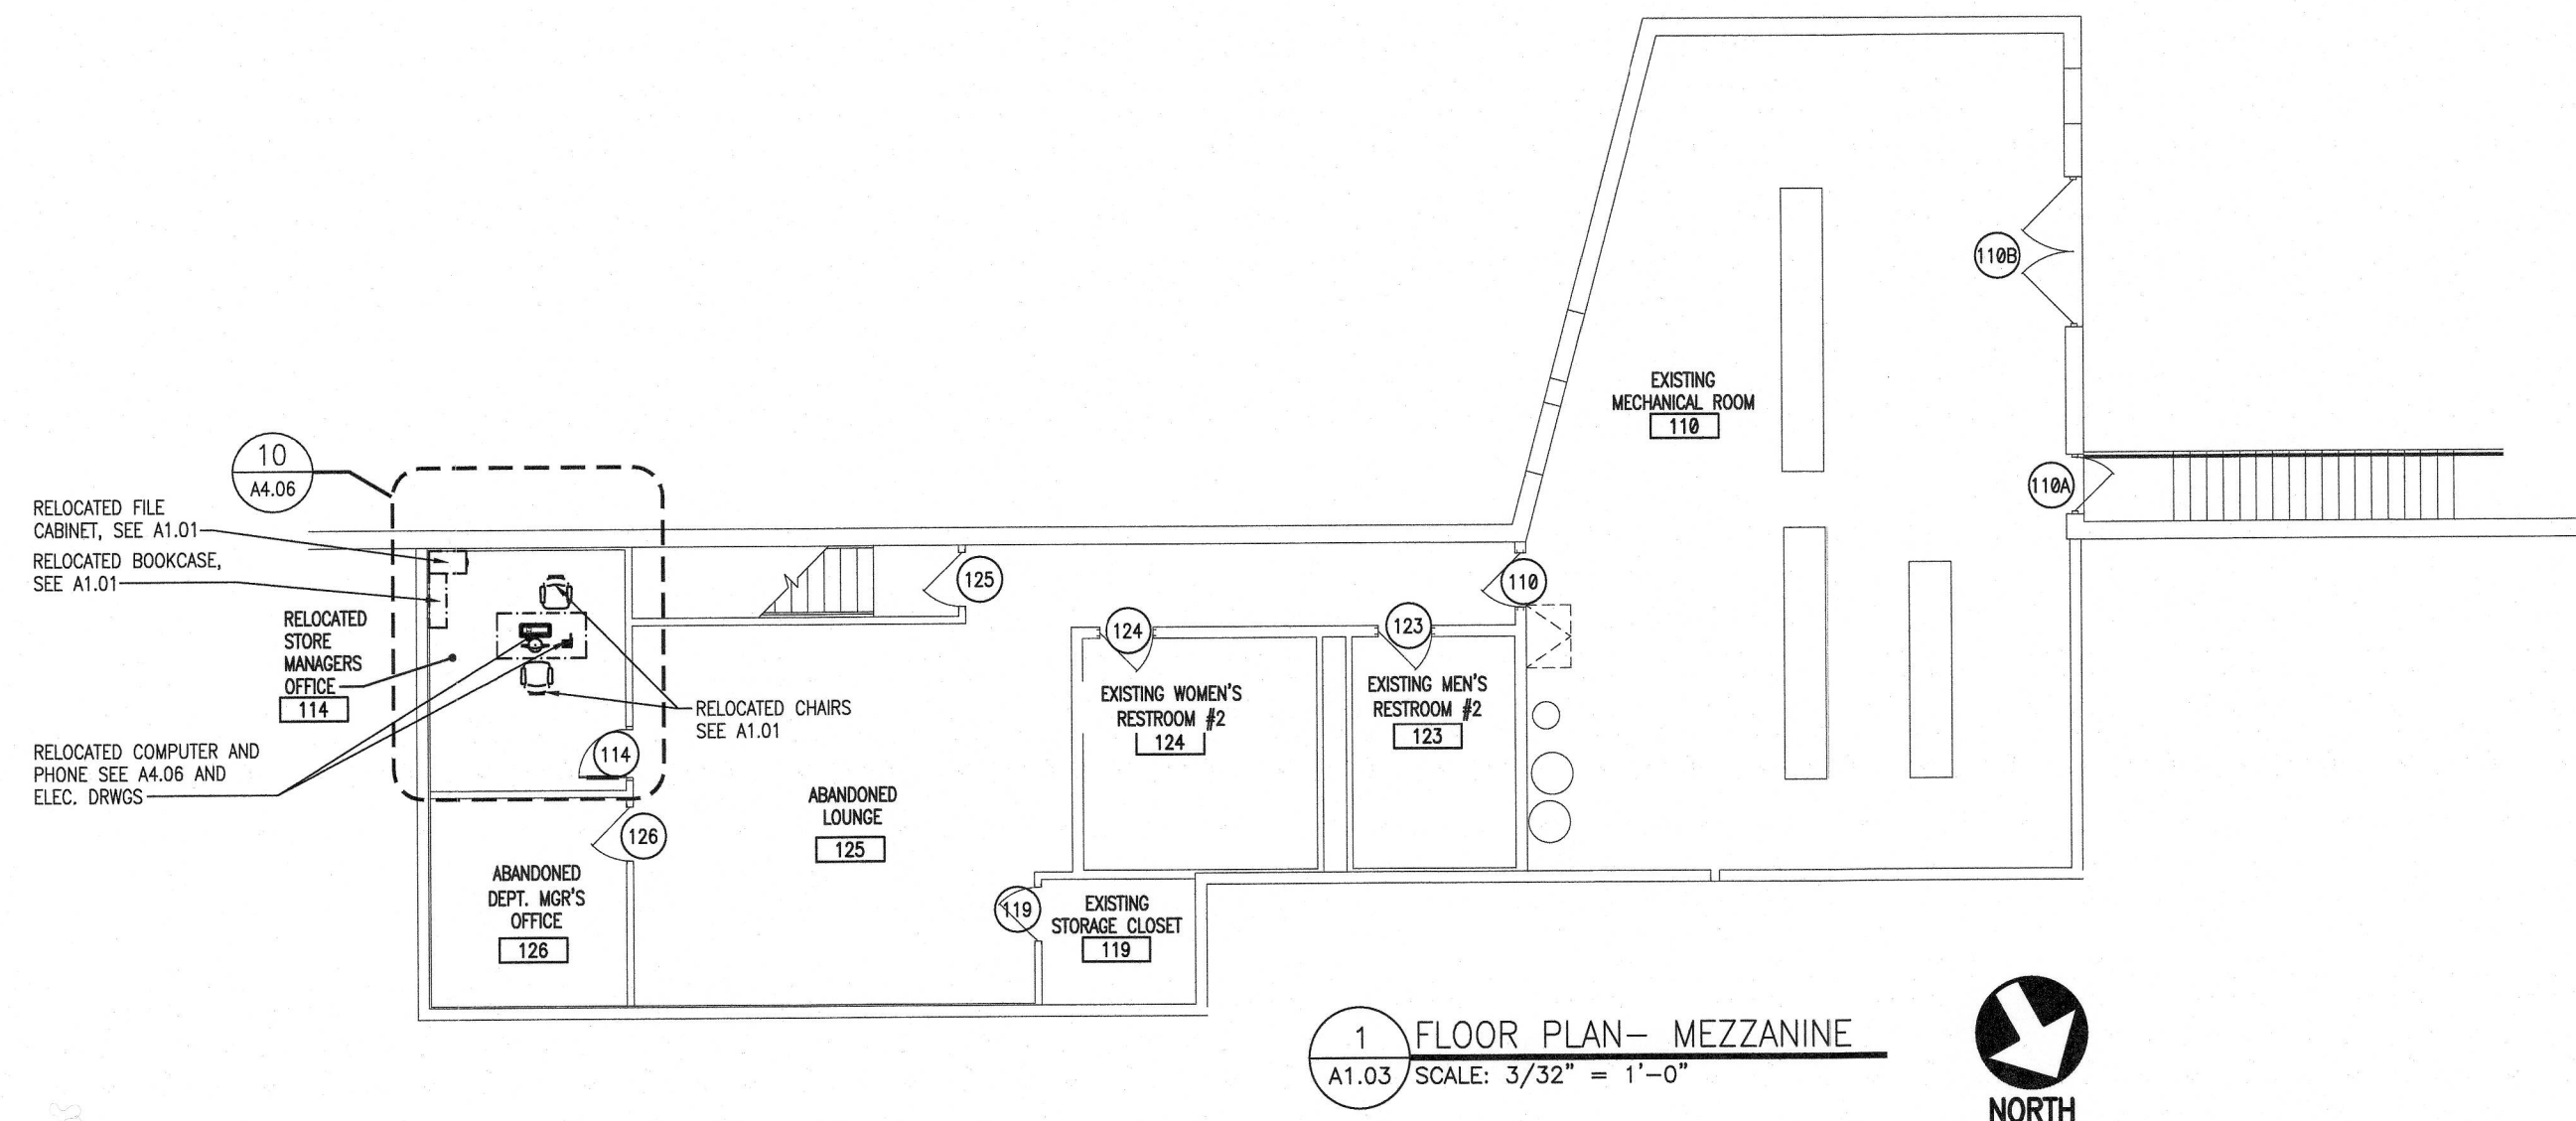 110B
EXISTING
MECHANICAL ROOM
110
110A
10
A4.06
RELOCATED FILE
CABINET, SEE A1.01
RELOCATED BOOKCASE,
SEE A1.01
RELOCATED
STORE
MANAGERS
OFFICE
114
RELOCATED COMPUTER AND
PHONE SEE A4.06 AND
ELEC. DRWGS
RELOCATED CHAIRS
SEE A1.01
114
126
125
110
124
123
EXISTING WOMEN'S
RESTROOM #2
124
EXISTING MEN'S
RESTROOM #2
123
ABANDONED
LOUNGE
125
ABANDONED
DEPT. MGR'S
OFFICE
126
119
EXISTING
STORAGE CLOSET
119
1
A1.03
FLOOR PLAN- MEZZANINE
SCALE: 3/32" = 1'-0"
NORTH